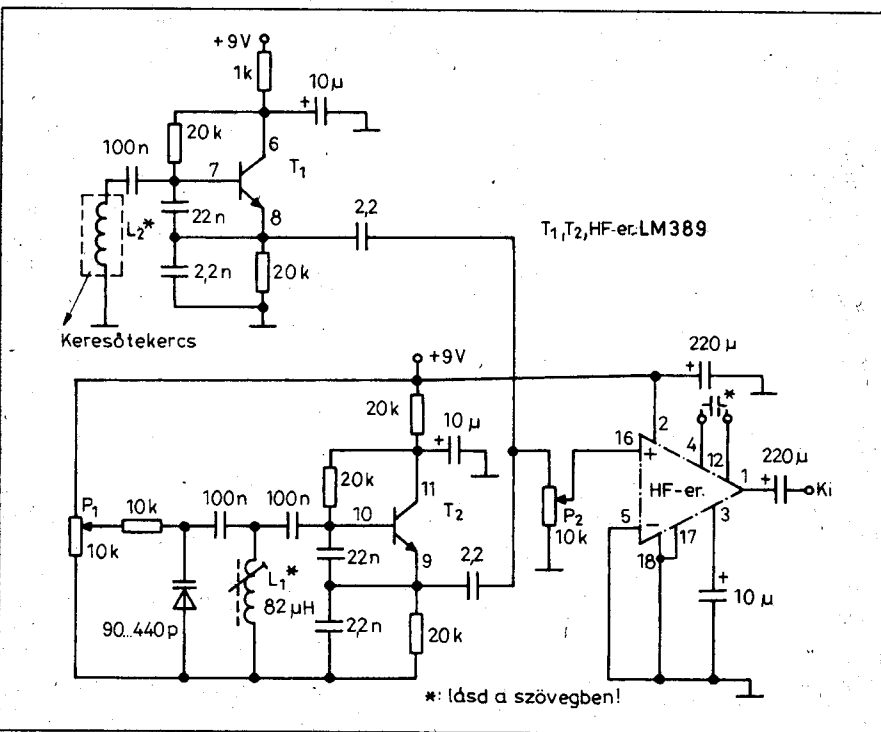 +9V
1k
10µ
+
20k
100n
6
7
T1
8
22n
L2*
2,2
T1,T2,HF-er.:LM389
2,2n
20k
Keresőtekercs
+9V
220µ
+
20k
10µ
+
*
2
4
12
16
+
220µ
+
1
Ki
20k
11
T2
HF-er.
P1
10k
100n
100n
10
P2
10k
5
−
3
17
18
10k
9
22n
2,2
L1*
82µH
+
10µ
90...440p
2,2n
20k
*: lásd a szövegben!